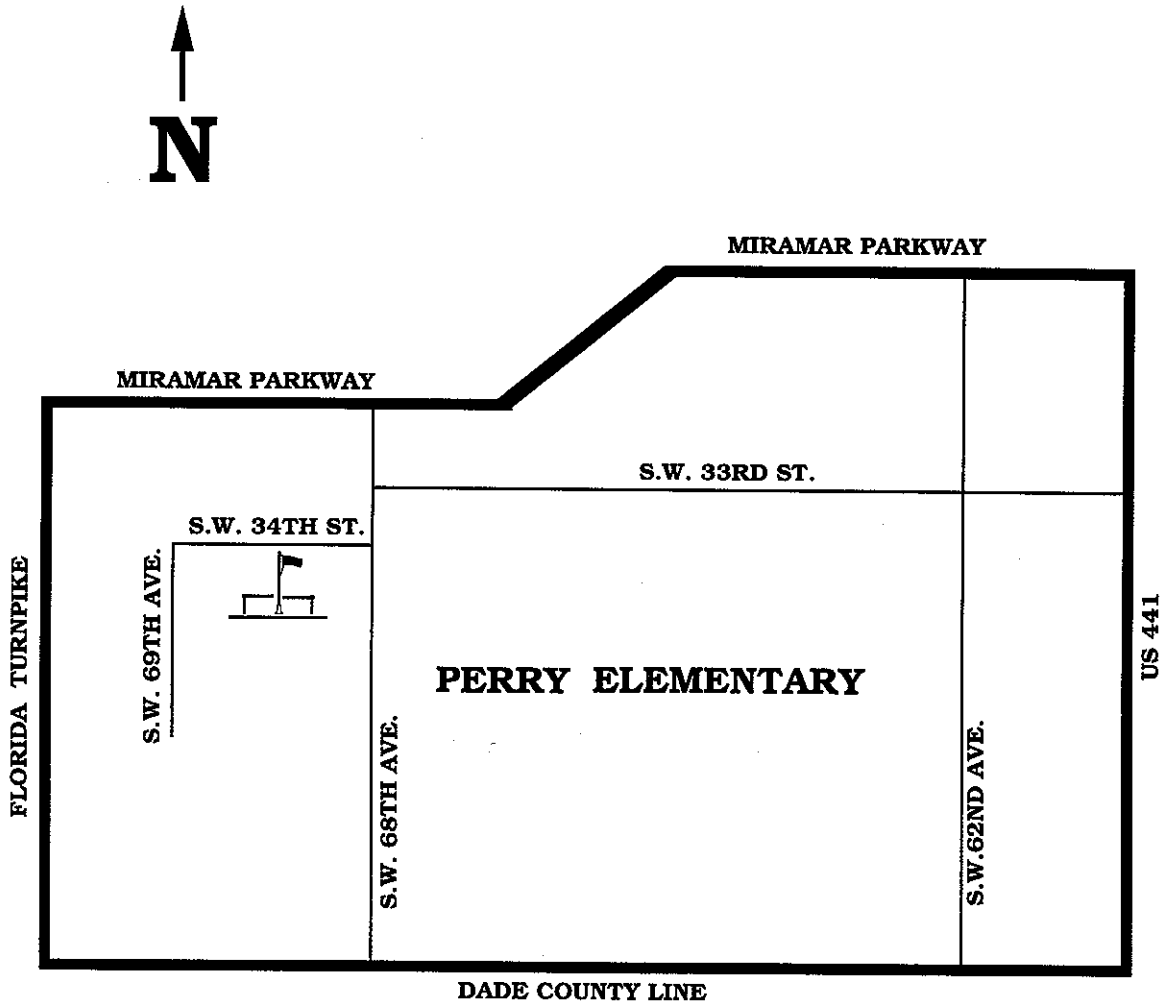 N
MIRAMAR PARKWAY
MIRAMAR PARKWAY
S.W. 33RD ST.
S.W. 34TH ST.
S.W. 69TH AVE.
FLORIDA TURNPIKE
US 441
PERRY ELEMENTARY
S.W. 68TH AVE.
S.W.62ND AVE.
DADE COUNTY LINE